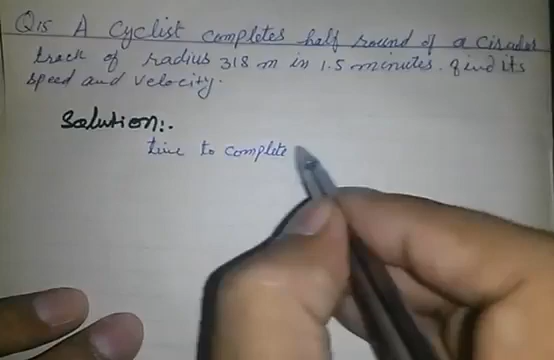 Q15 A Cyclist completes half round of a circular
track of radius 318 m in 1.5 minutes. find its
speed and velocity.
Solution:.
time to complete